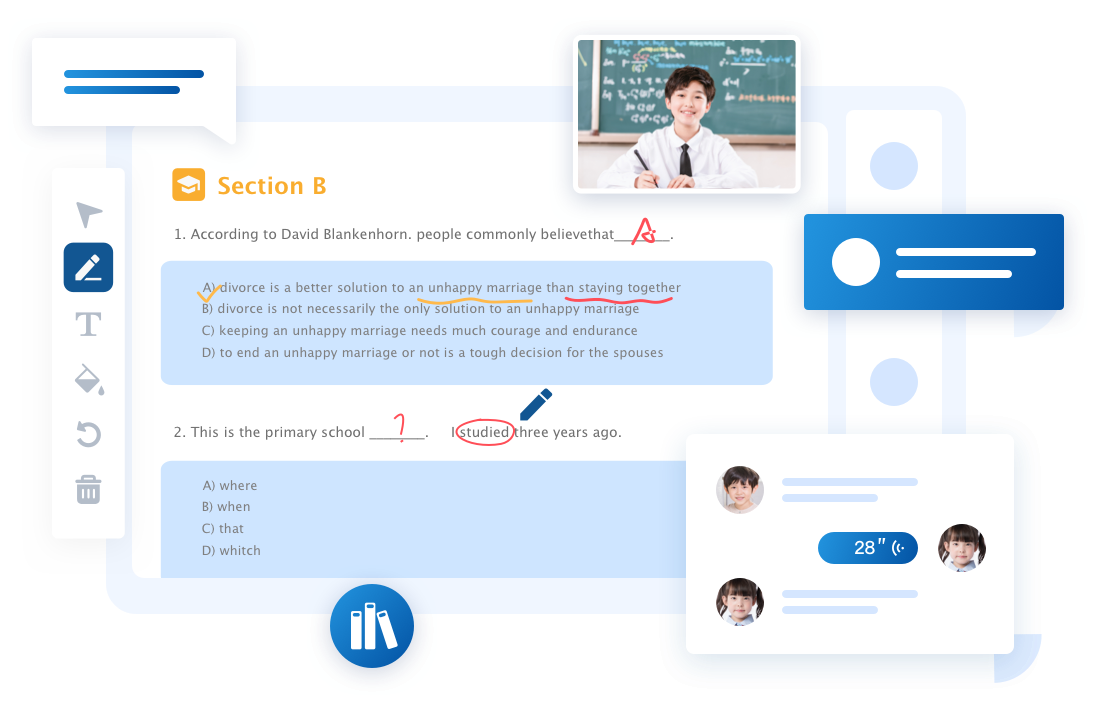 Section B
1. According to David Blankenhorn. people commonly believethat_______.
A
A) divorce is a better solution to an unhappy marriage than staying together
B) divorce is not necessarily the only solution to an unhappy marriage
C) keeping an unhappy marriage needs much courage and endurance
D) to end an unhappy marriage or not is a tough decision for the spouses
?
2. This is the primary school _______. I studied three years ago.
A) where
B) when
C) that
D) whitch
28"
T